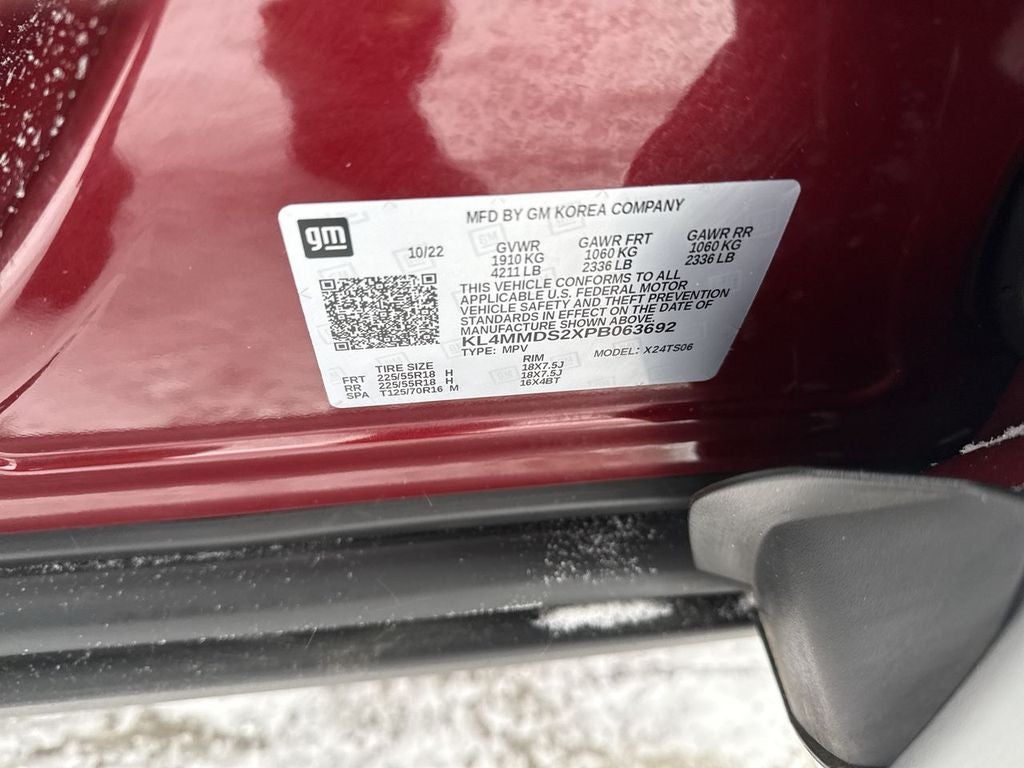 gm
MFD BY GM KOREA COMPANY
10/22
GVWR GAWR FRT GAWR RR
1910 KG 1060 KG 1060 KG
4211 LB 2336 LB 2336 LB
THIS VEHICLE CONFORMS TO ALL
APPLICABLE U.S. FEDERAL MOTOR
VEHICLE SAFETY AND THEFT PREVENTION
STANDARDS IN EFFECT ON THE DATE OF
MANUFACTURE SHOWN ABOVE.
KL4MMDS2XPB063692
TYPE: MPV MODEL: X24TS06
TIRE SIZE RIM
FRT 225/55R18 H 18X7.5J
RR 225/55R18 H 18X7.5J
SPA T125/70R16 M 16X4BT